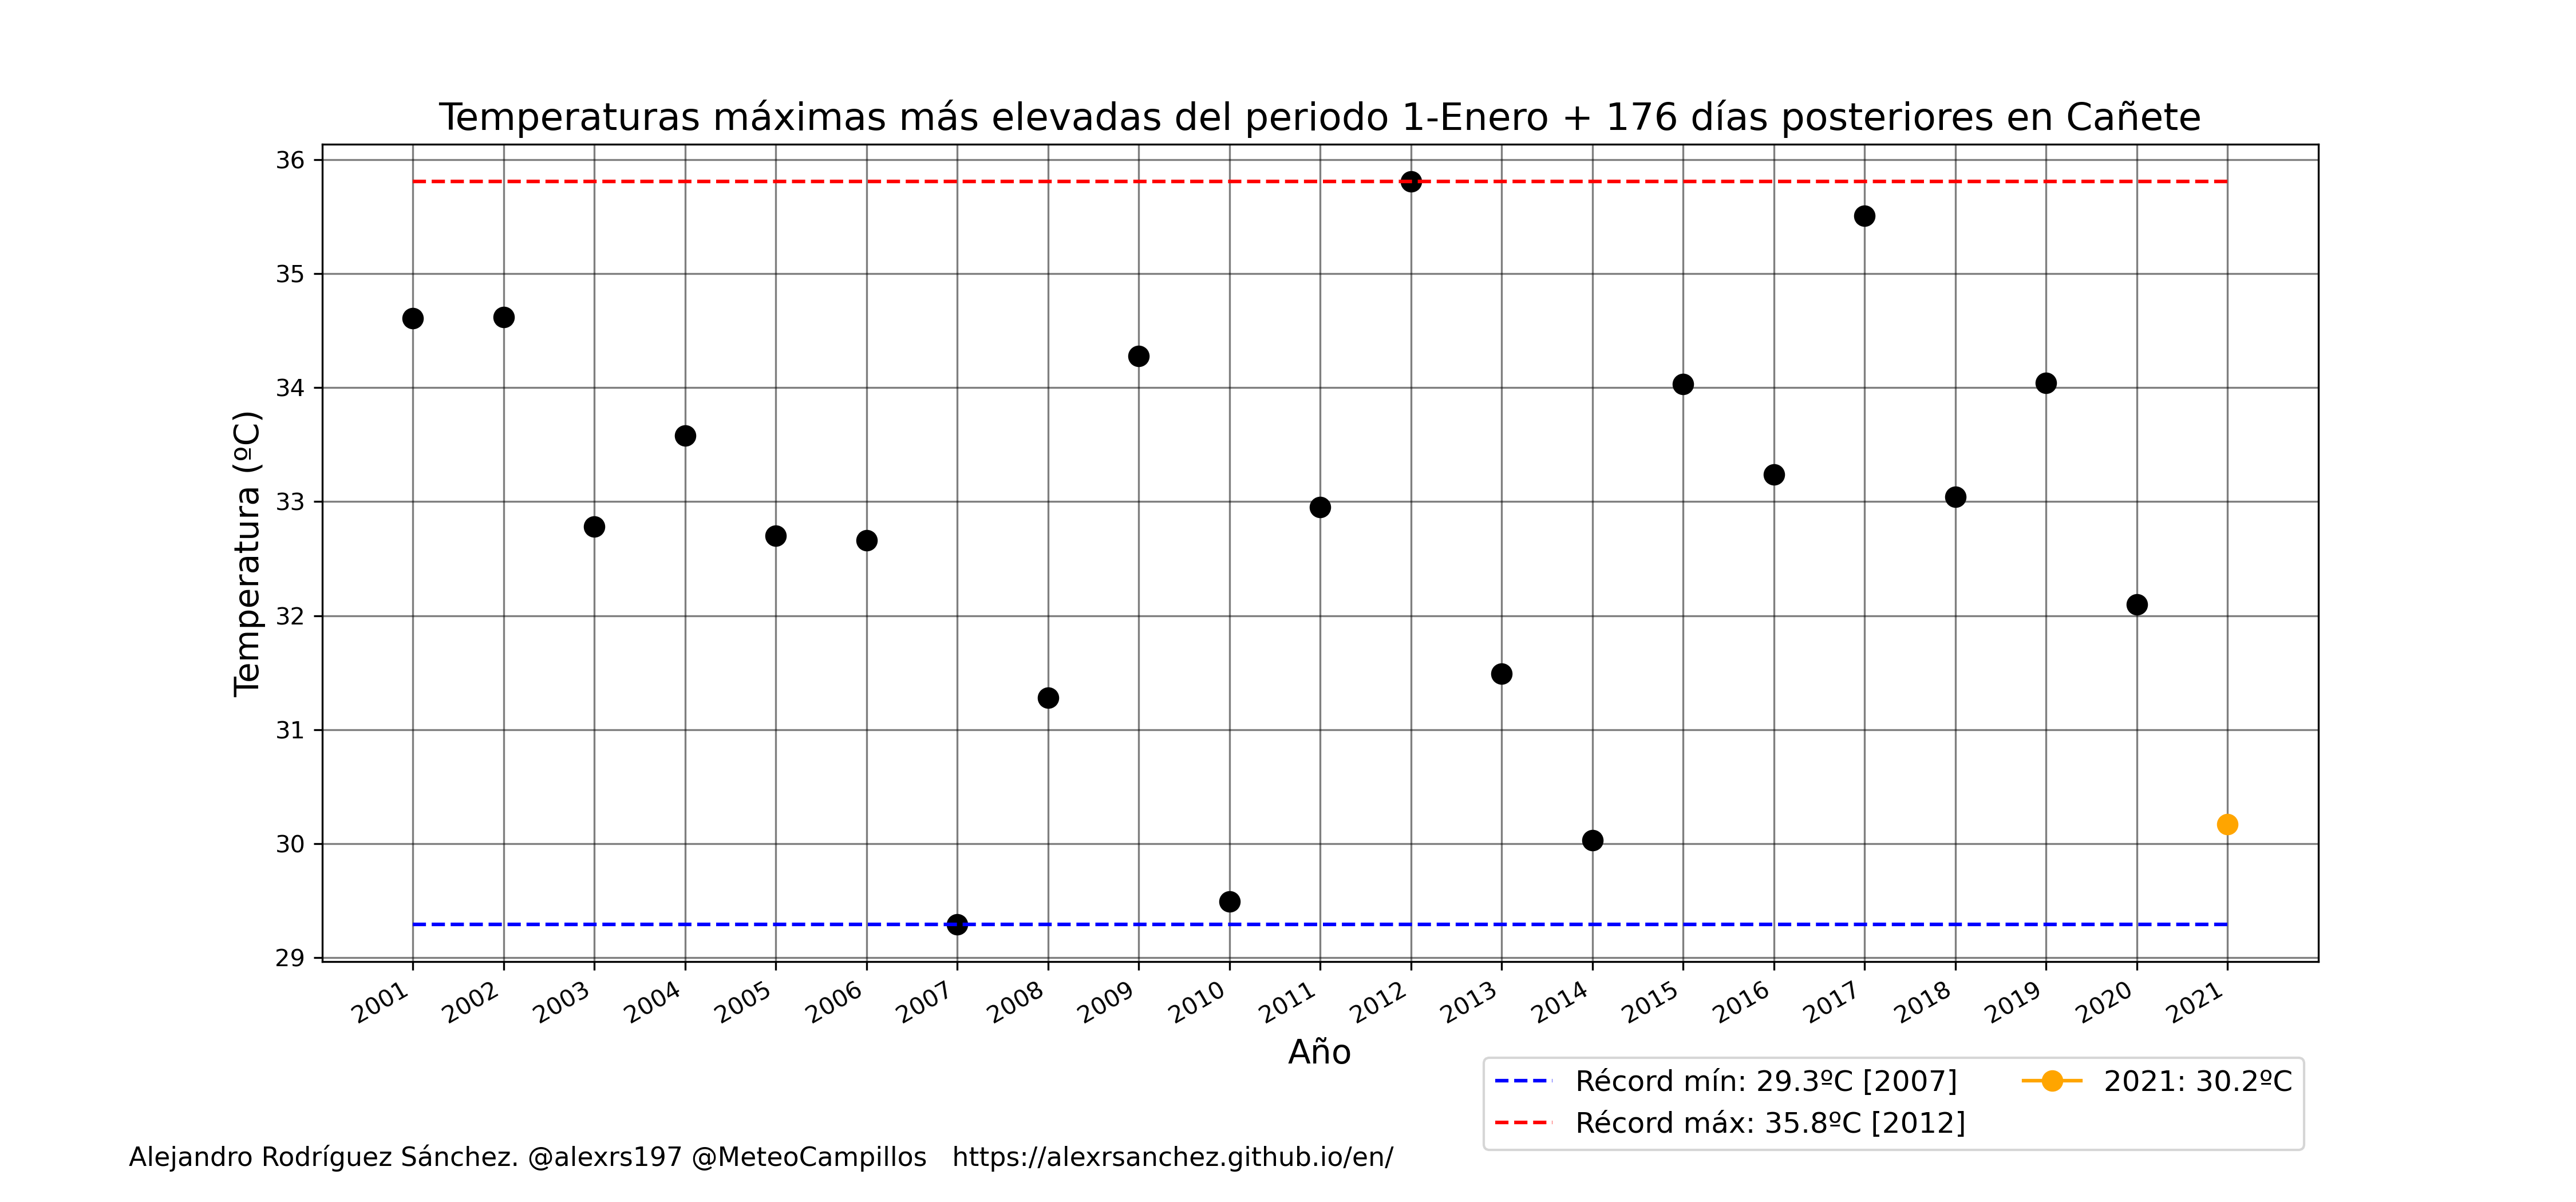 Temperaturas máximas más elevadas del periodo 1-Enero + 176 días posteriores en Cañete
Temperatura (ºC)
36
35
34
33
32
31
30
29
2001 2002 2003 2004 2005 2006 2007 2008 2009 2010 2011 2012 2013 2014 2015 2016 2017 2018 2019 2020 2021
Año
Récord mín: 29.3ºC [2007] 2021: 30.2ºC
Récord máx: 35.8ºC [2012]
Alejandro Rodríguez Sánchez. @alexrs197 @MeteoCampillos https://alexrsanchez.github.io/en/